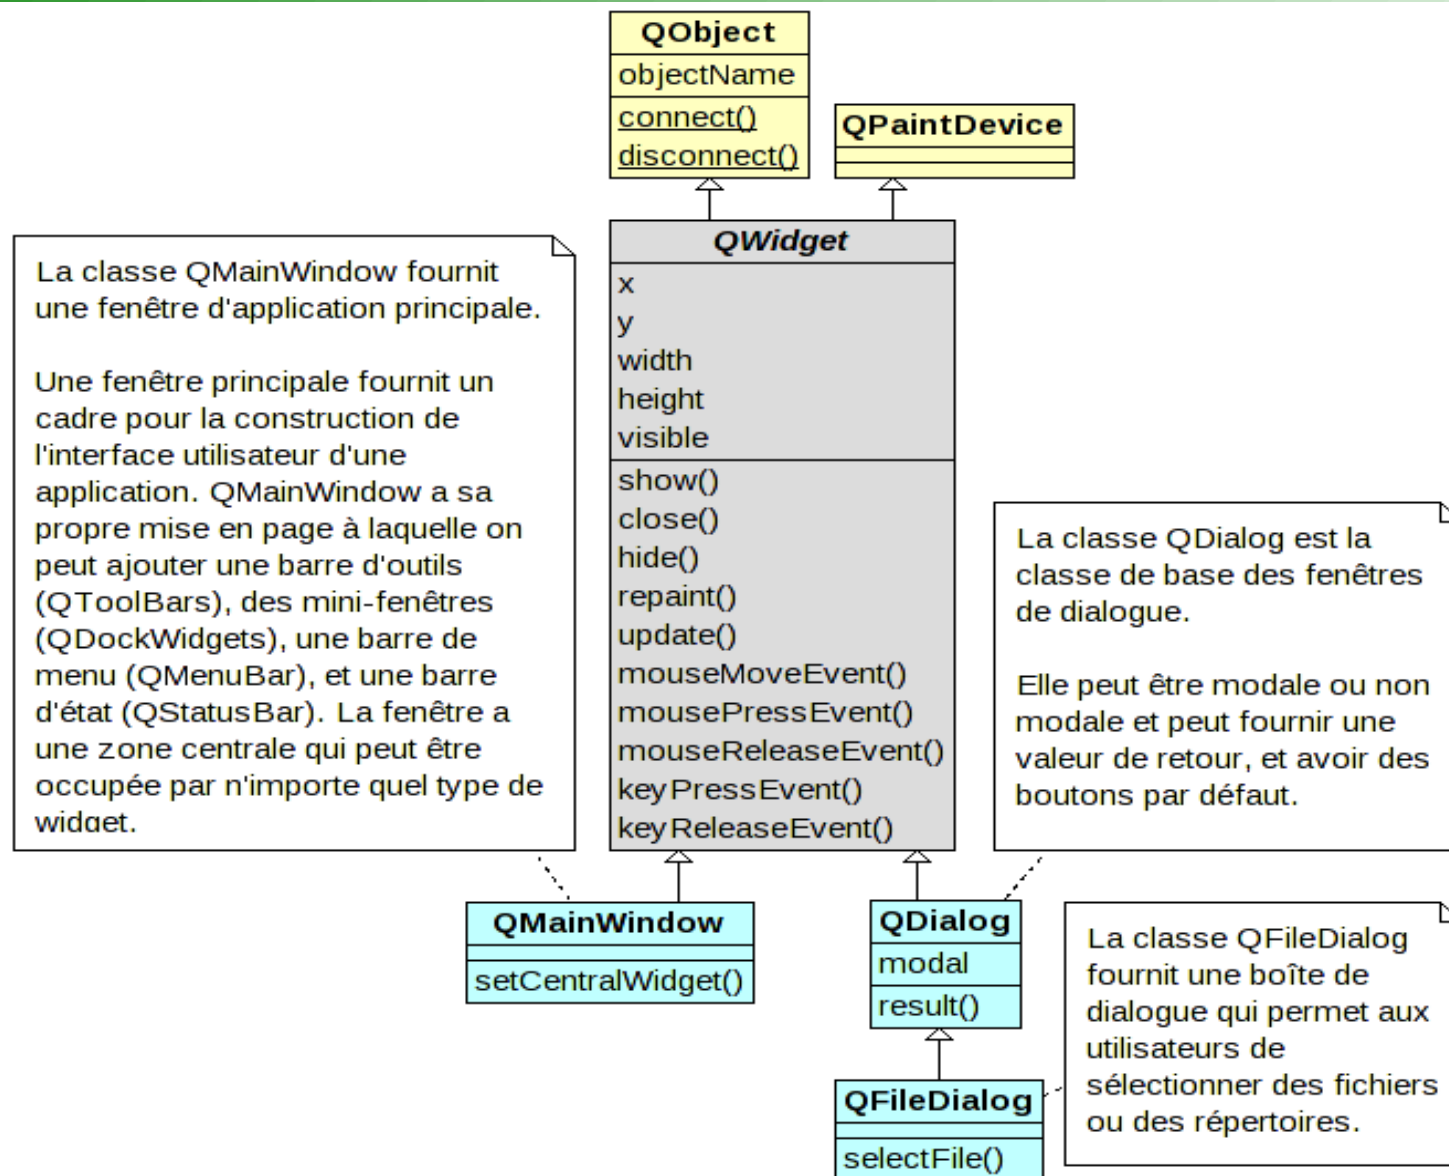 QObject
objectName
connect()
disconnect()
QPaintDevice
QWidget
x
y
width
height
visible
show()
close()
hide()
repaint()
update()
mouseMoveEvent()
mousePressEvent()
mouseReleaseEvent()
keyPressEvent()
keyReleaseEvent()
La classe QMainWindow fournit
une fenêtre d'application principale.
Une fenêtre principale fournit un
cadre pour la construction de
l'interface utilisateur d'une
application. QMainWindow a sa
propre mise en page à laquelle on
peut ajouter une barre d'outils
(QToolBars), des mini-fenêtres
(QDockWidgets), une barre de
menu (QMenuBar), et une barre
d'état (QStatusBar). La fenêtre a
une zone centrale qui peut être
occupée par n'importe quel type de
widget.
La classe QDialog est la
classe de base des fenêtres
de dialogue.
Elle peut être modale ou non
modale et peut fournir une
valeur de retour, et avoir des
boutons par défaut.
QMainWindow
setCentralWidget()
QDialog
modal
result()
La classe QFileDialog
fournit une boîte de
dialogue qui permet aux
utilisateurs de
sélectionner des fichiers
ou des répertoires.
QFileDialog
selectFile()